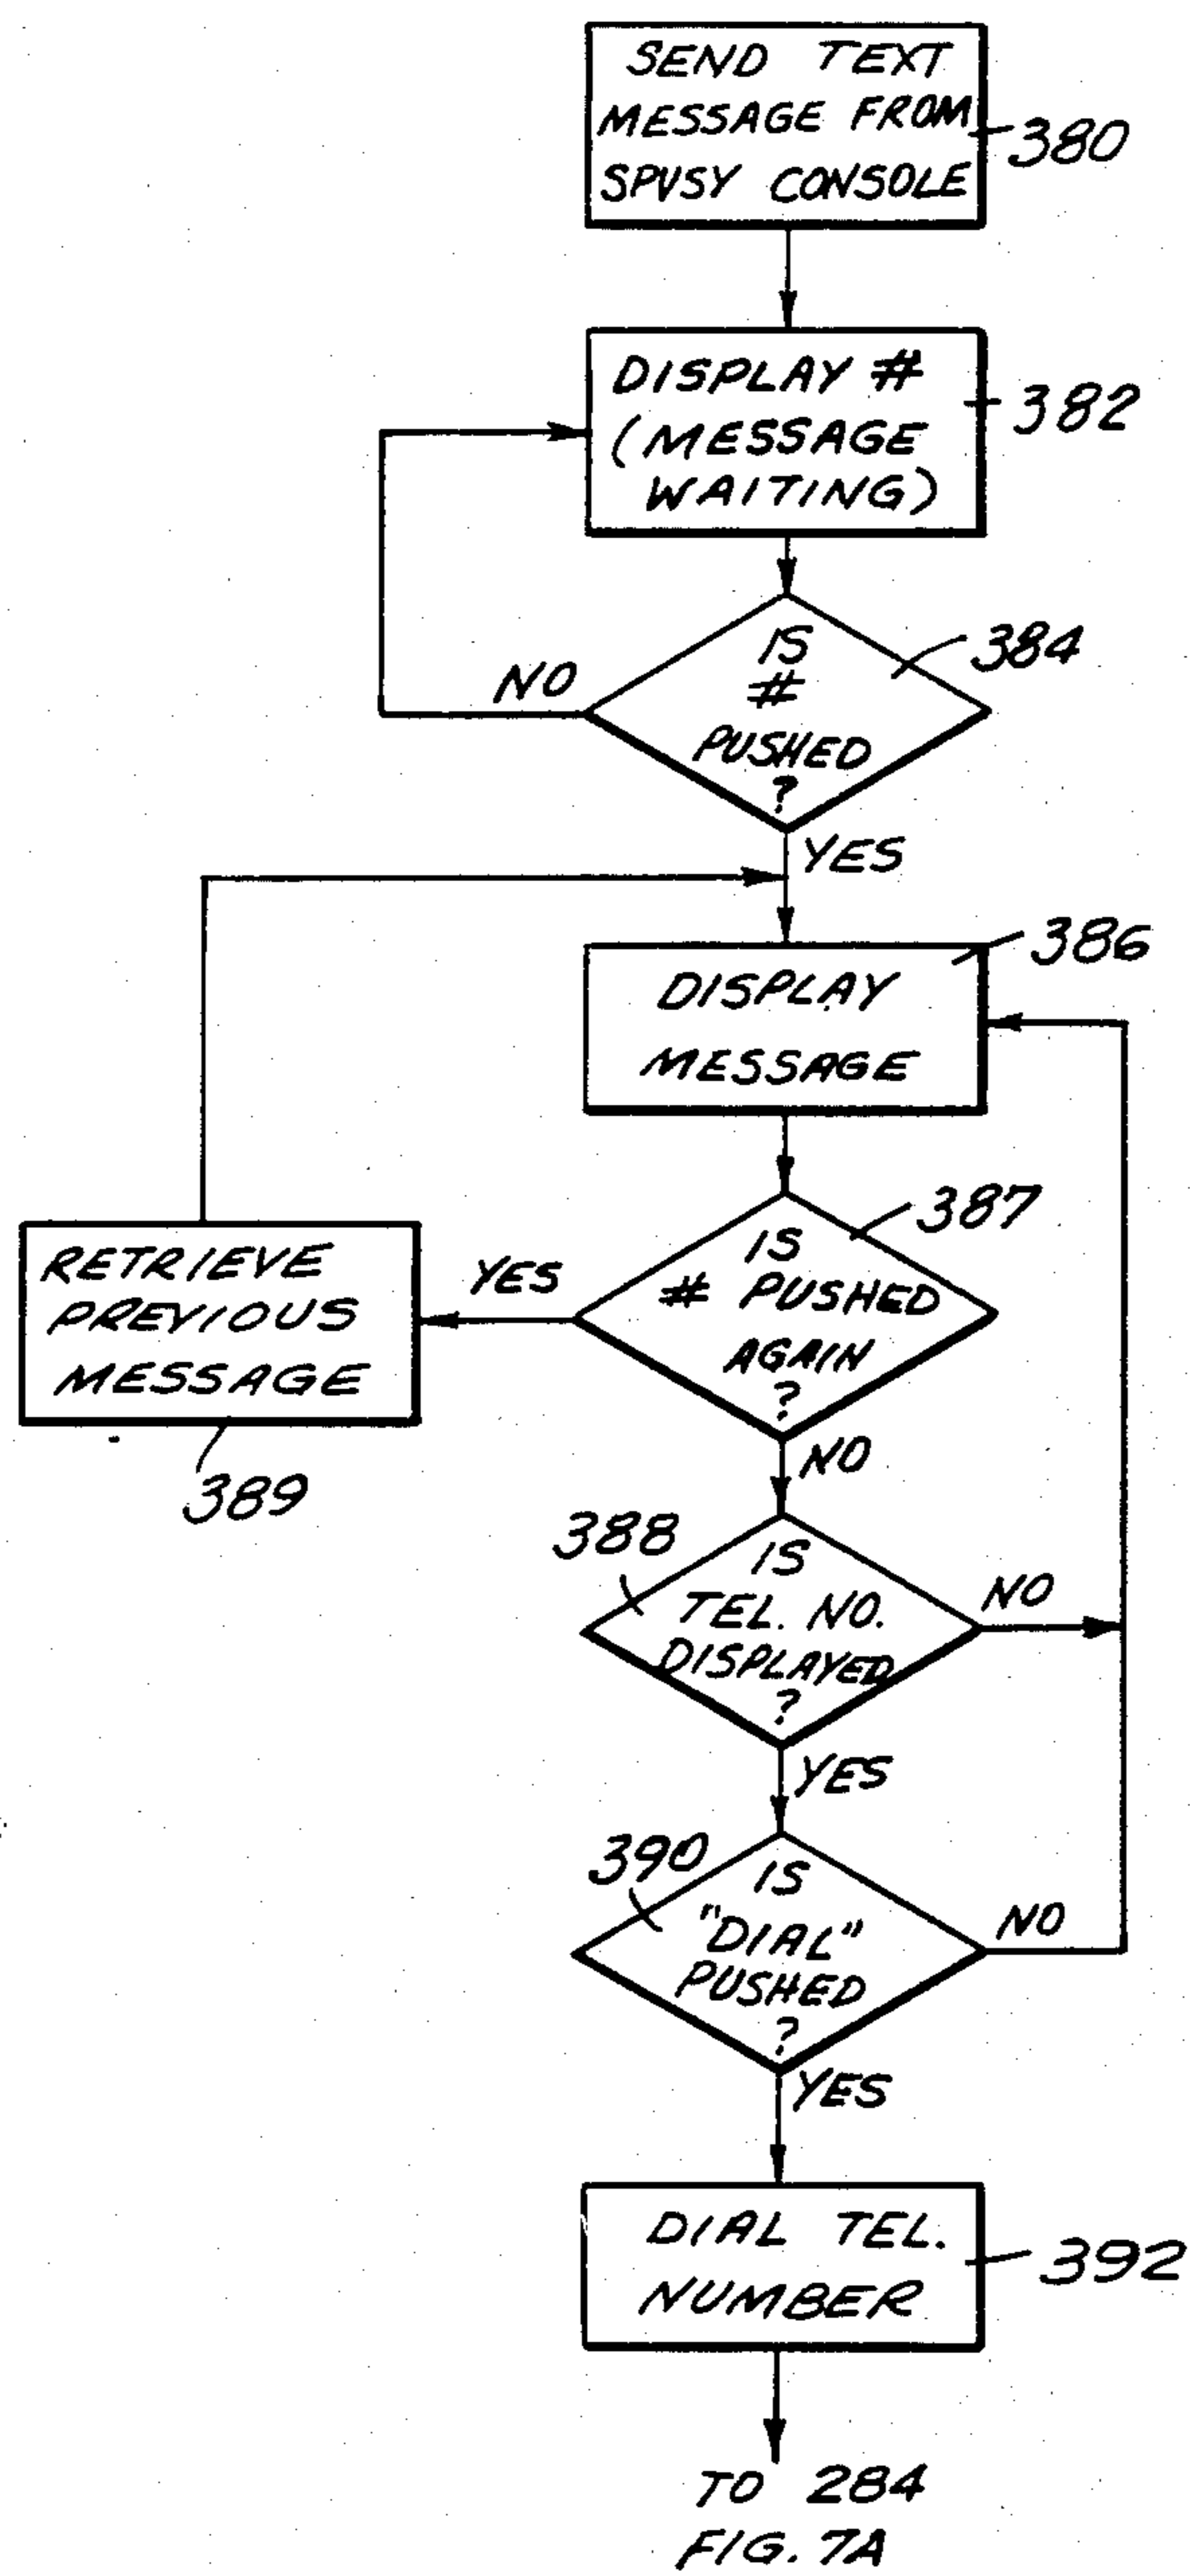 SEND TEXT
MESSAGE FROM
SPVSY CONSOLE
380
DISPLAY #
(MESSAGE
WAITING)
382
IS
#
PUSHED
?
384
NO
YES
DISPLAY
MESSAGE
386
IS
# PUSHED
AGAIN
?
387
YES
RETRIEVE
PREVIOUS
MESSAGE
389
NO
388
IS
TEL. NO.
DISPLAYED
?
NO
YES
390
IS
"DIAL"
PUSHED
?
NO
YES
DIAL TEL.
NUMBER
392
TO 284
FIG. 7A